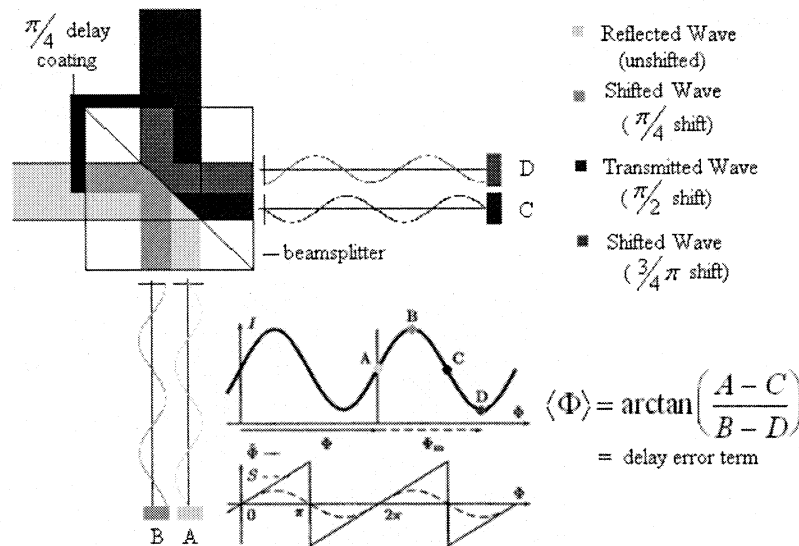 π/4 delay
coating
Reflected Wave
(unshifted)
Shifted Wave
( π/4 shift)
Transmitted Wave
( π/2 shift)
Shifted Wave
( 3/4 π shift)
D
C
beamsplitter
I
B
A
C
D
Φ
Φ
Φm
⟨Φ⟩ = arctan( (A − C) / (B − D) )
= delay error term
Φ̂
S
Φ
0
π
2π
B
A